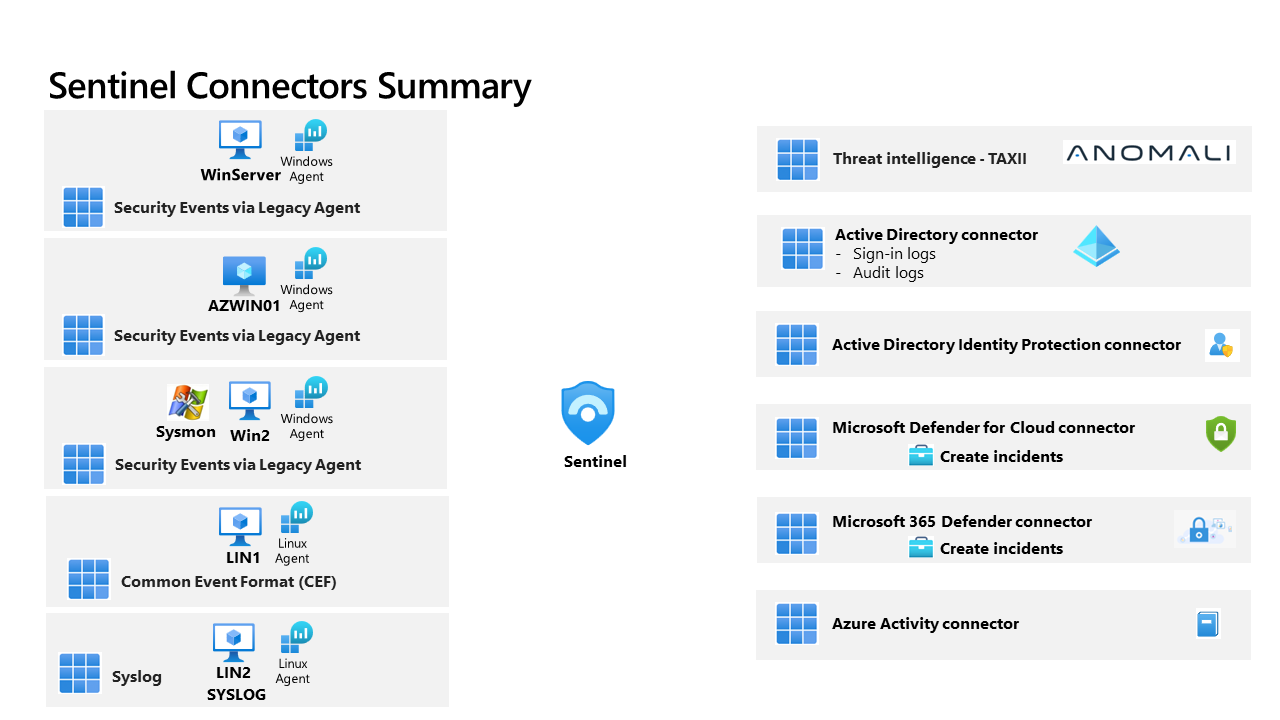 Sentinel Connectors Summary
WinServer
Windows
Agent
Security Events via Legacy Agent
AZWIN01
Windows
Agent
Security Events via Legacy Agent
Sysmon
Win2
Windows
Agent
Security Events via Legacy Agent
LIN1
Linux
Agent
Common Event Format (CEF)
Syslog
LIN2
SYSLOG
Linux
Agent
Sentinel
Threat intelligence - TAXII
ANOMALI
Active Directory connector
- Sign-in logs
- Audit logs
Active Directory Identity Protection connector
Microsoft Defender for Cloud connector
Create incidents
Microsoft 365 Defender connector
Create incidents
Azure Activity connector